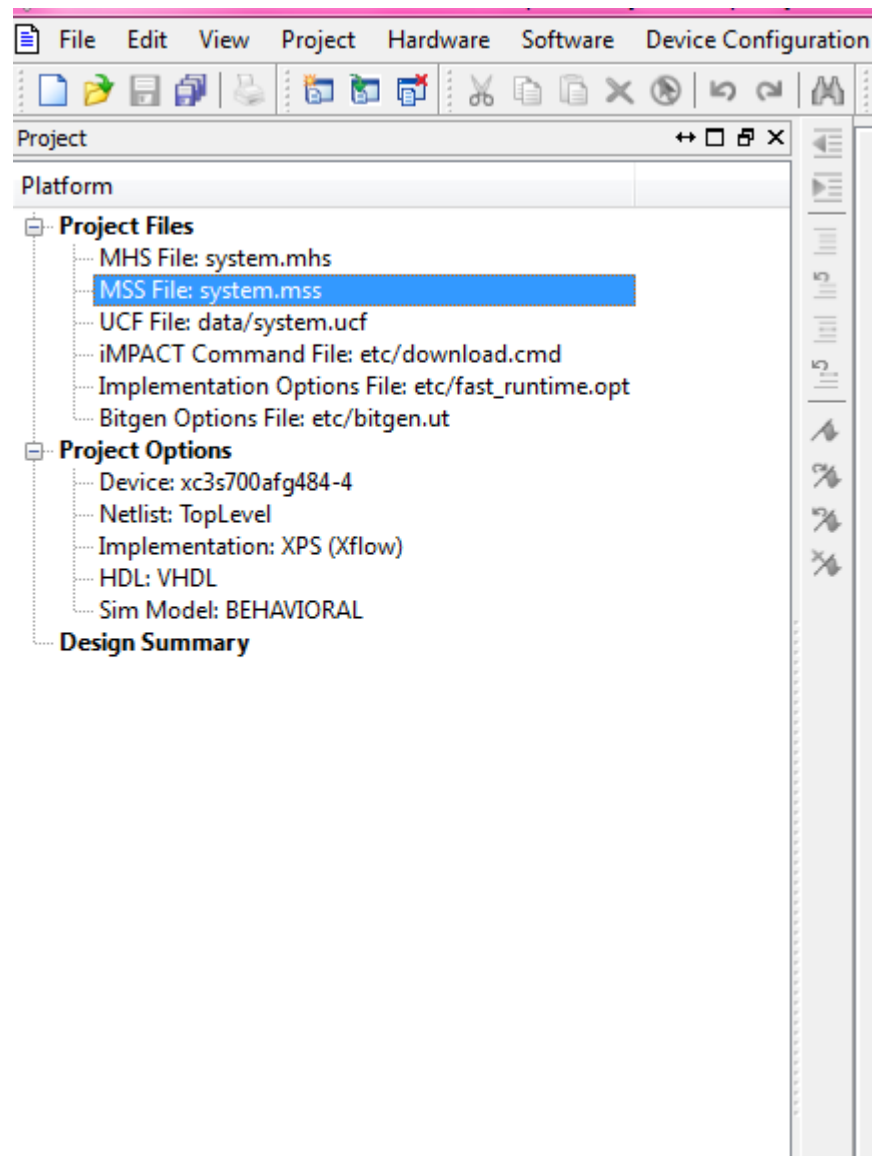 File Edit View Project Hardware Software Device Configuration
Project
Platform
Project Files
MHS File: system.mhs
MSS File: system.mss
UCF File: data/system.ucf
iMPACT Command File: etc/download.cmd
Implementation Options File: etc/fast_runtime.opt
Bitgen Options File: etc/bitgen.ut
Project Options
Device: xc3s700afg484-4
Netlist: TopLevel
Implementation: XPS (Xflow)
HDL: VHDL
Sim Model: BEHAVIORAL
Design Summary